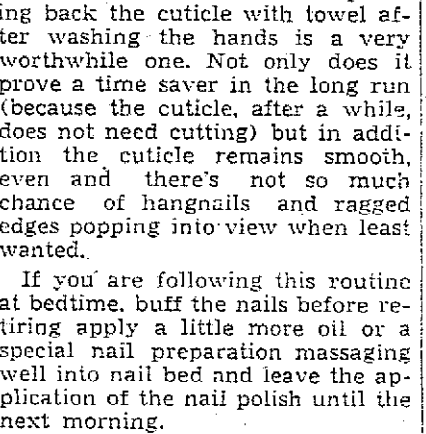 ing back the cuticle with towel af-
ter washing the hands is a very
worthwhile one. Not only does it
prove a time saver in the long run
(because the cuticle, after a while,
does not need cutting) but in addi-
tion the cuticle remains smooth,
even and there's not so much
chance of hangnails and ragged
edges popping into view when least
wanted.
If you are following this routine
at bedtime, buff the nails before re-
tiring apply a little more oil or a
special nail preparation massaging
well into nail bed and leave the ap-
plication of the nail polish until the
next morning.